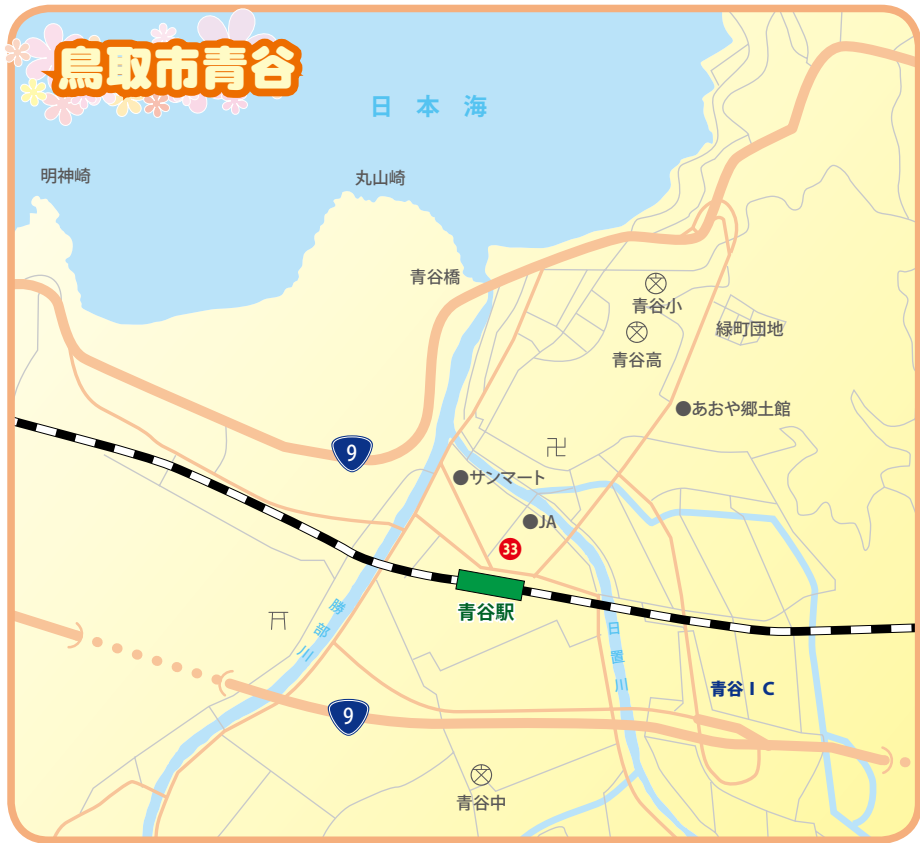 鳥取市青谷
日本海
明神崎
丸山崎
青谷橋
青谷小
青谷高
緑町団地
あおや郷土館
9
サンマート
JA
33
青谷駅
勝部川
日置川
青谷IC
9
青谷中